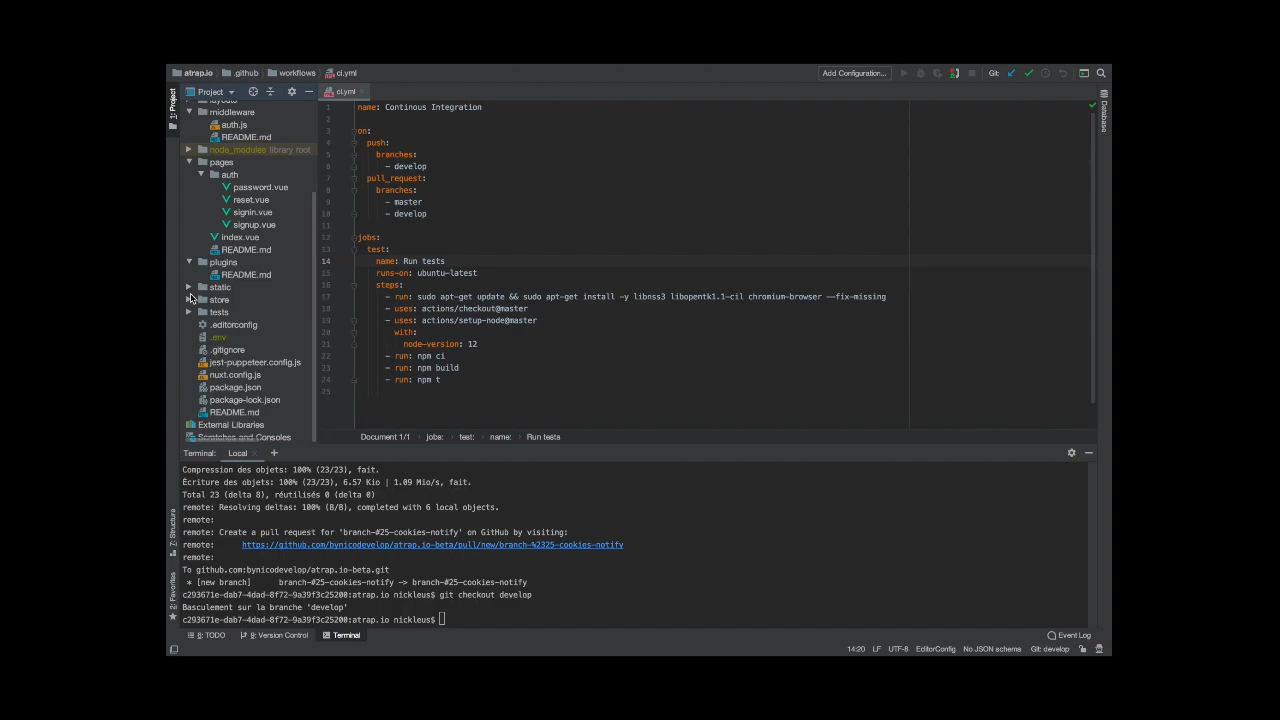 atrap.io .github workflows ci.yml Add Configuration... Git:
1: Project Project ci.yml Database
layouts
middleware
auth.js
README.md
node_modules library root
pages
auth
password.vue
reset.vue
signin.vue
signup.vue
index.vue
README.md
plugins
README.md
static
store
tests
.editorconfig
.env
.gitignore
jest-puppeteer.config.js
nuxt.config.js
package.json
package-lock.json
README.md
External Libraries
Scratches and Consoles
1 name: Continous Integration
2
3 on:
4 push:
5 branches:
6 - develop
7 pull_request:
8 branches:
9 - master
10 - develop
11
12 jobs:
13 test:
14 name: Run tests
15 runs-on: ubuntu-latest
16 steps:
17 - run: sudo apt-get update && sudo apt-get install -y libnss3 libopentk1.1-cil chromium-browser --fix-missing
18 - uses: actions/checkout@master
19 - uses: actions/setup-node@master
20 with:
21 node-version: 12
22 - run: npm ci
23 - run: npm build
24 - run: npm t
25
Document 1/1 jobs: test: name: Run tests
Terminal: Local +
Compression des objets: 100% (23/23), fait.
Écriture des objets: 100% (23/23), 6.57 Kio | 1.09 Mio/s, fait.
Total 23 (delta 8), réutilisés 0 (delta 0)
remote: Resolving deltas: 100% (8/8), completed with 6 local objects.
remote:
remote: Create a pull request for 'branch-#25-cookies-notify' on GitHub by visiting:
remote: https://github.com/bynicodevelop/atrap.io-beta/pull/new/branch-%2325-cookies-notify
remote:
To github.com:bynicodevelop/atrap.io-beta.git
* [new branch] branch-#25-cookies-notify -> branch-#25-cookies-notify
c293671e-dab7-4dad-8f72-9a39f3c25200:atrap.io nickleus$ git checkout develop
Basculement sur la branche 'develop'
c293671e-dab7-4dad-8f72-9a39f3c25200:atrap.io nickleus$
7: Structure
2: Favorites
6: TODO 9: Version Control Terminal Event Log
14:20 LF UTF-8 EditorConfig No JSON schems Git: develop